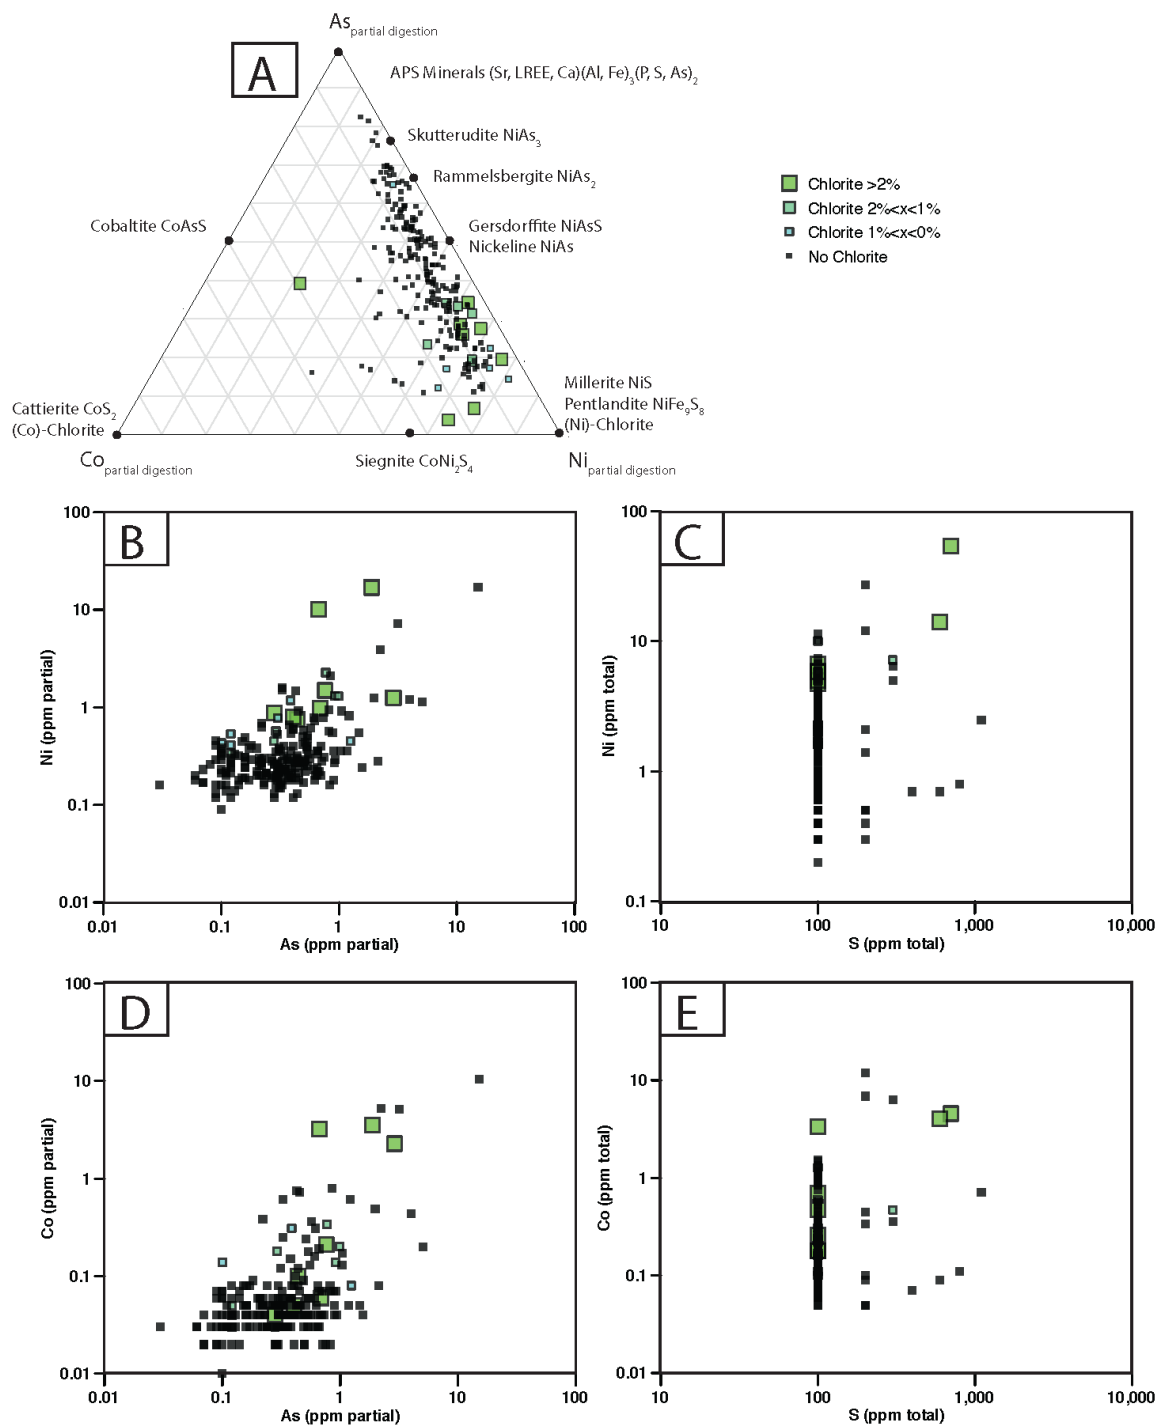 As partial digestion
A
APS Minerals (Sr, LREE, Ca)(Al, Fe)3(P, S, As)2
Skutterudite NiAs3
Rammelsbergite NiAs2
Cobaltite CoAsS
Gersdorffite NiAsS
Nickeline NiAs
Chlorite >2%
Chlorite 2%<x<1%
Chlorite 1%<x<0%
No Chlorite
Millerite NiS
Pentlandite NiFe9S8
(Ni)-Chlorite
Cattierite CoS2
(Co)-Chlorite
Co partial digestion
Siegnite CoNi2S4
Ni partial digestion
B
100
10
1
0.1
0.01
Ni (ppm partial)
0.01
0.1
1
10
100
As (ppm partial)
C
100
10
1
0.1
Ni (ppm total)
10
100
1,000
10,000
S (ppm total)
D
100
10
1
0.1
0.01
Co (ppm partial)
0.01
0.1
1
10
100
As (ppm partial)
E
100
10
1
0.1
0.01
Co (ppm total)
10
100
1,000
10,000
S (ppm total)